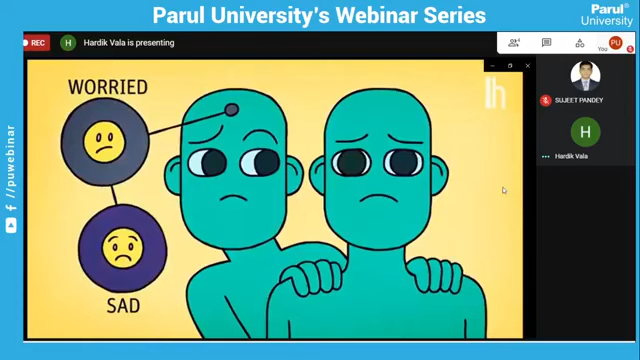 Parul University's Webinar Series
Parul®
University
REC
H
Hardik Vala is presenting
You
PU
WORRIED
SAD
lh
SUJEET PANDEY
H
Hardik Vala
/puwebinar